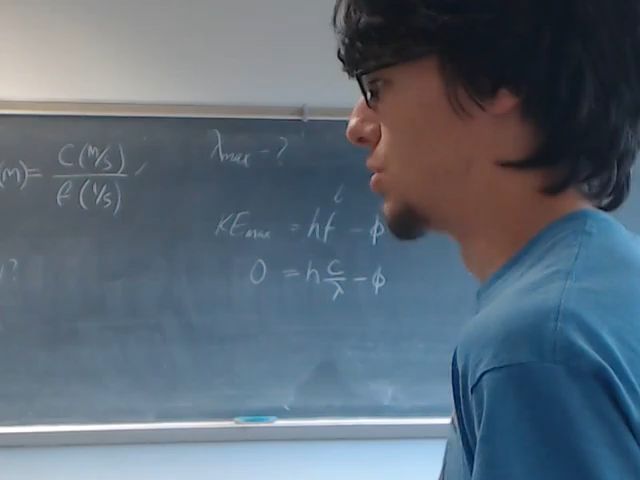 (m) = C (m/s) / f (1/s)
λmax - ?
KEmax = hf - ϕ
0 = h c/λ - ϕ
?